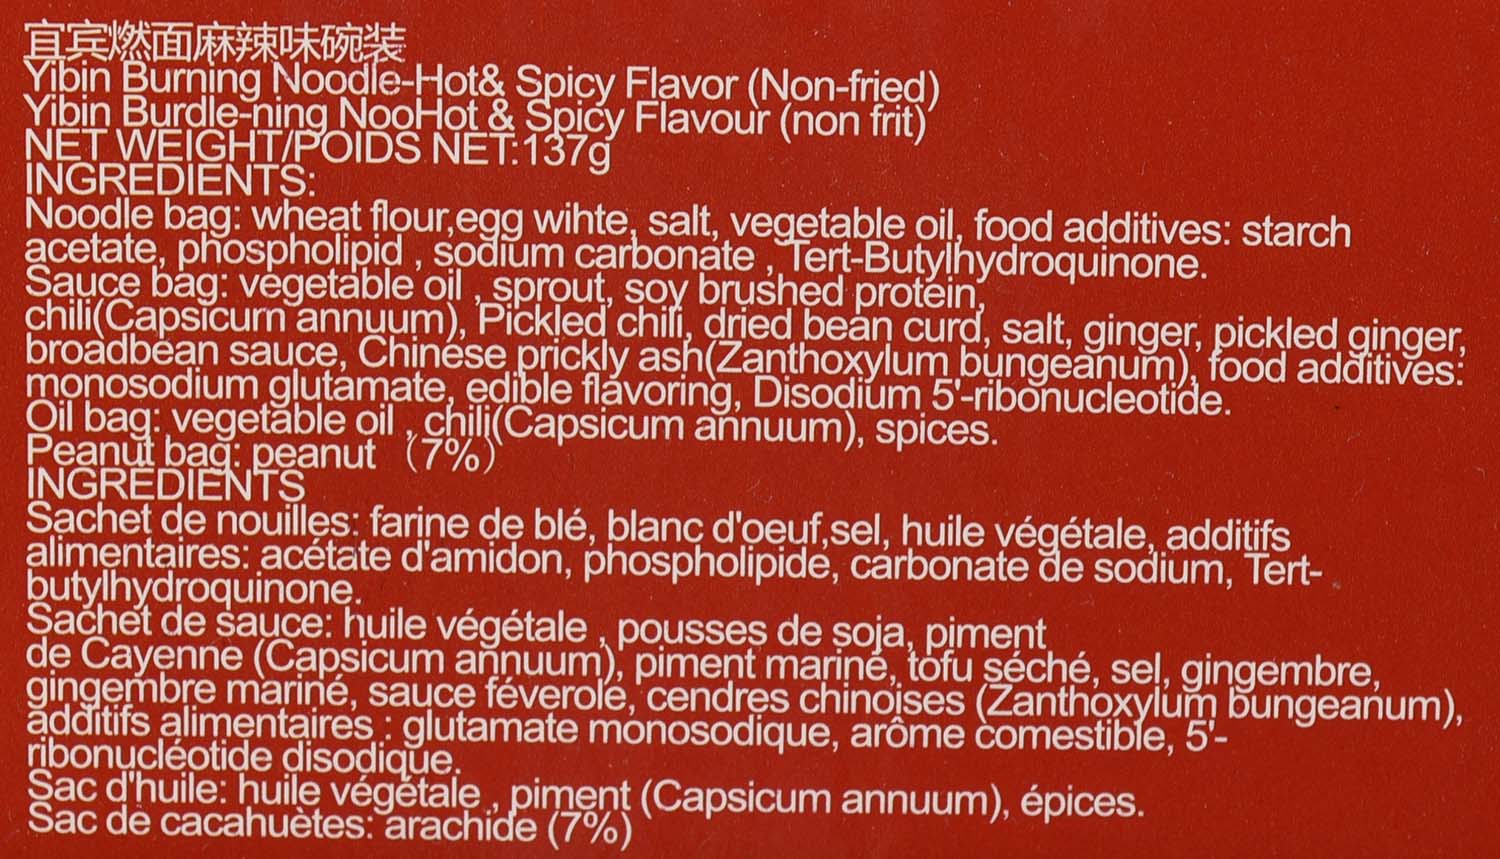 宜宾燃面麻辣味碗装
Yibin Burning Noodle-Hot& Spicy Flavor (Non-fried)
Yibin Burdle-ning NooHot & Spicy Flavour (non frit)
NET WEIGHT/POIDS NET:137g
INGREDIENTS:
Noodle bag: wheat flour,egg wihte, salt, vegetable oil, food additives: starch
acetate, phospholipid , sodium carbonate , Tert-Butylhydroquinone.
Sauce bag: vegetable oil , sprout, soy brushed protein,
chili(Capsicum annuum), Pickled chili, dried bean curd, salt, ginger, pickled ginger,
broadbean sauce, Chinese prickly ash(Zanthoxylum bungeanum), food additives:
monosodium glutamate, edible flavoring, Disodium 5'-ribonucleotide.
Oil bag: vegetable oil , chili(Capsicum annuum), spices.
Peanut bag: peanut （7%）
INGREDIENTS
Sachet de nouilles: farine de blé, blanc d'oeuf,sel, huile végétale, additifs
alimentaires: acétate d'amidon, phospholipide, carbonate de sodium, Tert-
butylhydroquinone.
Sachet de sauce: huile végétale , pousses de soja, piment
de Cayenne (Capsicum annuum), piment mariné, tofu séché, sel, gingembre,
gingembre mariné, sauce féverole, cendres chinoises (Zanthoxylum bungeanum),
additifs alimentaires : glutamate monosodique, arôme comestible, 5'-
ribonucléotide disodique.
Sac d'huile: huile végétale , piment (Capsicum annuum), épices.
Sac de cacahuètes: arachide (7%)